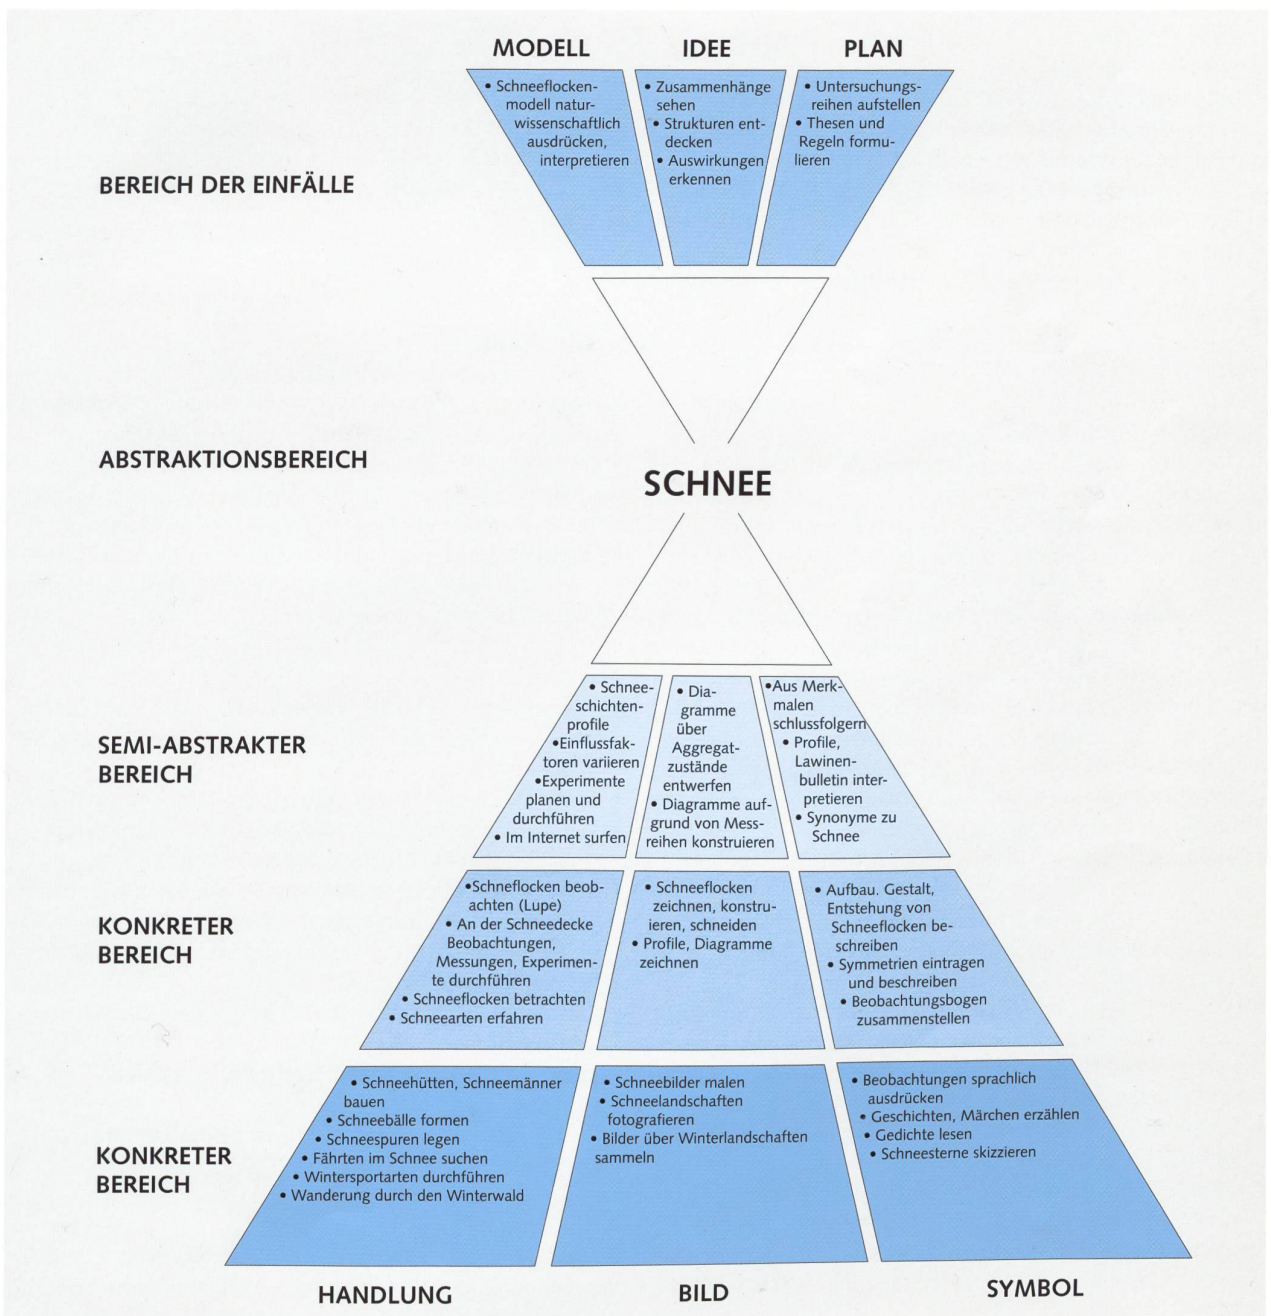 MODELL
IDEE
PLAN
• Schneeflocken-
modell natur-
wissenschaftlich
ausdrücken,
interpretieren
• Zusammenhänge
sehen
• Strukturen ent-
decken
• Auswirkungen
erkennen
• Untersuchungs-
reihen aufstellen
• Thesen und
Regeln formu-
lieren
BEREICH DER EINFÄLLE
ABSTRAKTIONSBEREICH
SCHNEE
SEMI-ABSTRAKTER
BEREICH
• Schnee-
schichten-
profile
•Einflussfak-
toren variieren
•Experimente
planen und
durchführen
• Im Internet surfen
• Dia-
gramme
über
Aggregat-
zustände
entwerfen
• Diagramme auf-
grund von Mess-
reihen konstruieren
•Aus Merk-
malen
schlussfolgern
• Profile,
Lawinen-
bulletin inter-
pretieren
• Synonyme zu
Schnee
KONKRETER
BEREICH
•Schneflocken beob-
achten (Lupe)
• An der Schneedecke
Beobachtungen,
Messungen, Experimen-
te durchführen
• Schneeflocken betrachten
• Schneearten erfahren
• Schneeflocken
zeichnen, konstru-
ieren, schneiden
• Profile, Diagramme
zeichnen
• Aufbau. Gestalt,
Entstehung von
Schneeflocken be-
schreiben
• Symmetrien eintragen
und beschreiben
• Beobachtungsbogen
zusammenstellen
KONKRETER
BEREICH
• Schneehütten, Schneemänner
bauen
• Schneebälle formen
• Schneespuren legen
• Fährten im Schnee suchen
• Wintersportarten durchführen
• Wanderung durch den Winterwald
• Schneebilder malen
• Schneelandschaften
fotografieren
• Bilder über Winterlandschaften
sammeln
• Beobachtungen sprachlich
ausdrücken
• Geschichten, Märchen erzählen
• Gedichte lesen
• Schneesterne skizzieren
HANDLUNG
BILD
SYMBOL